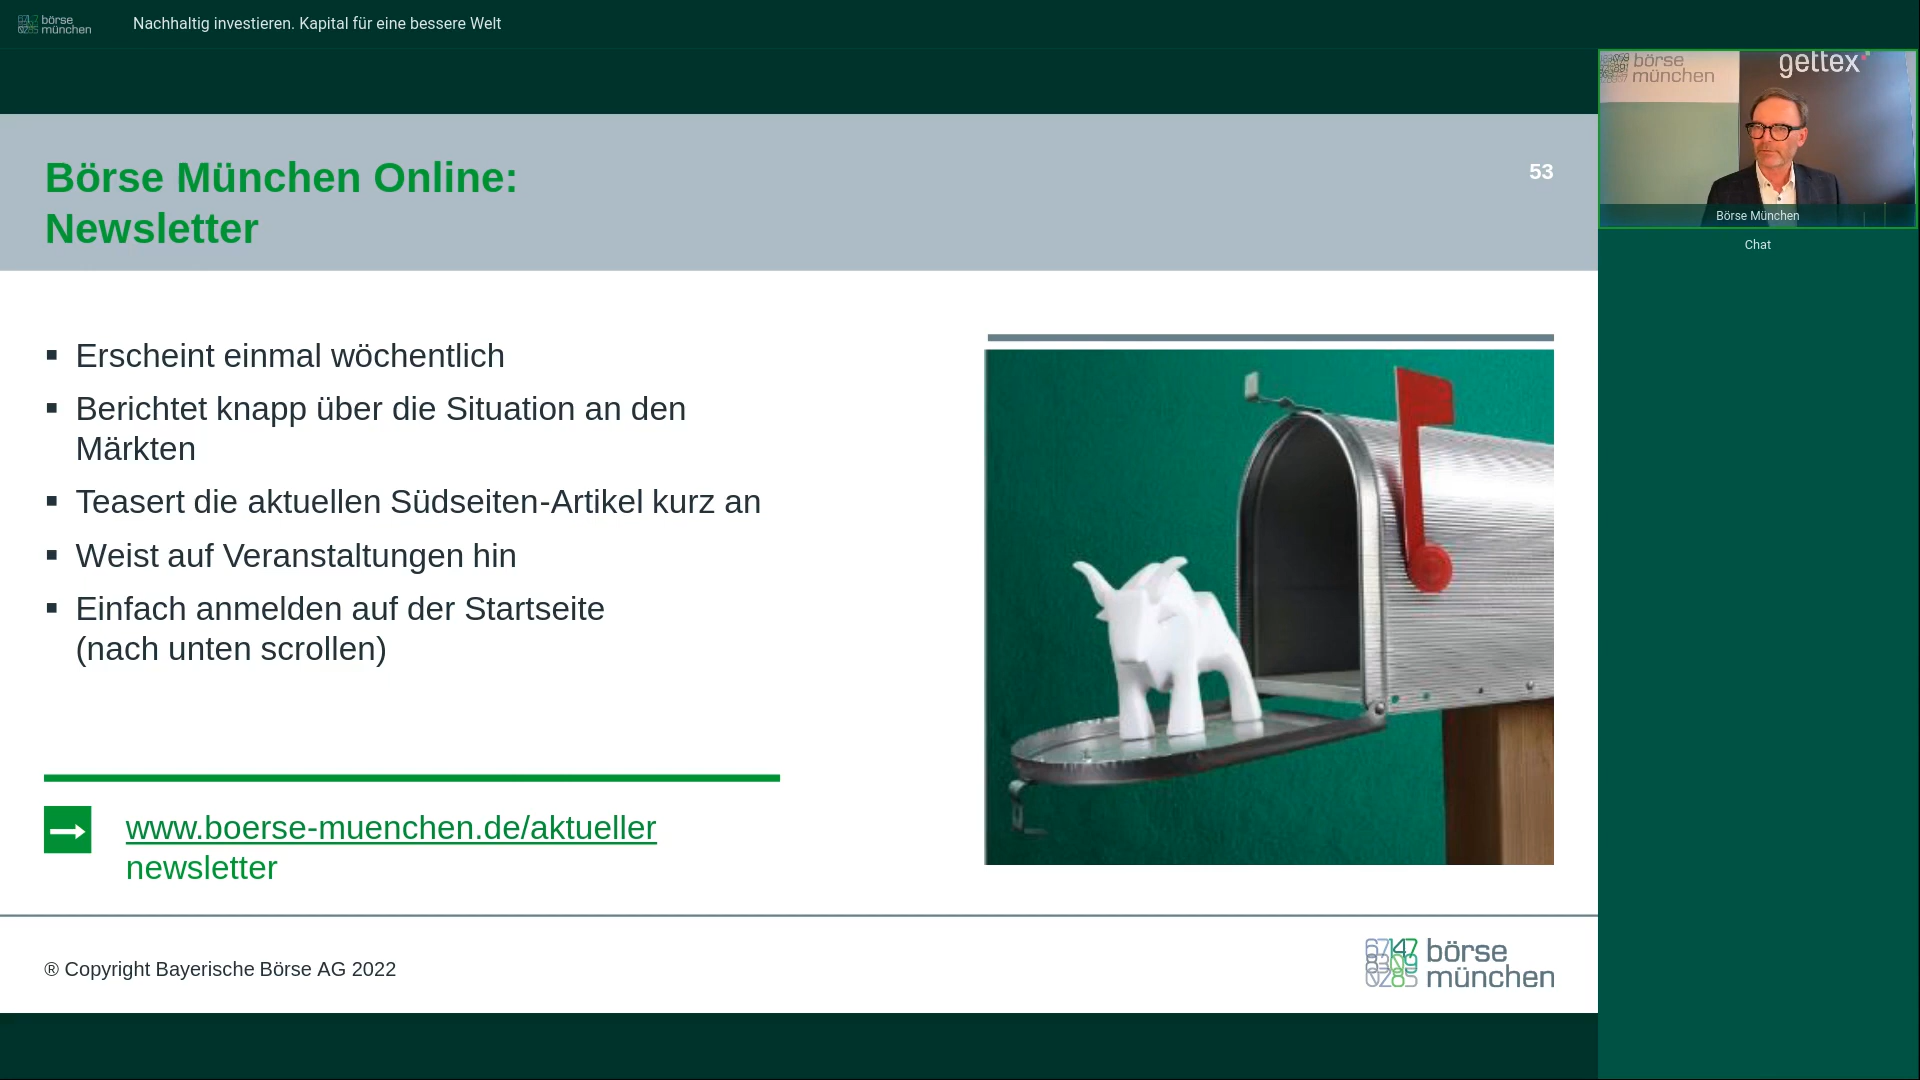 börse
münchen
Nachhaltig investieren. Kapital für eine bessere Welt
Börse München Online:
Newsletter
53
▪ Erscheint einmal wöchentlich
▪ Berichtet knapp über die Situation an den
Märkten
▪ Teasert die aktuellen Südseiten-Artikel kurz an
▪ Weist auf Veranstaltungen hin
▪ Einfach anmelden auf der Startseite
(nach unten scrollen)
www.boerse-muenchen.de/aktueller
newsletter
® Copyright Bayerische Börse AG 2022
börse
münchen
börse
münchen
gettex
Börse München
Chat